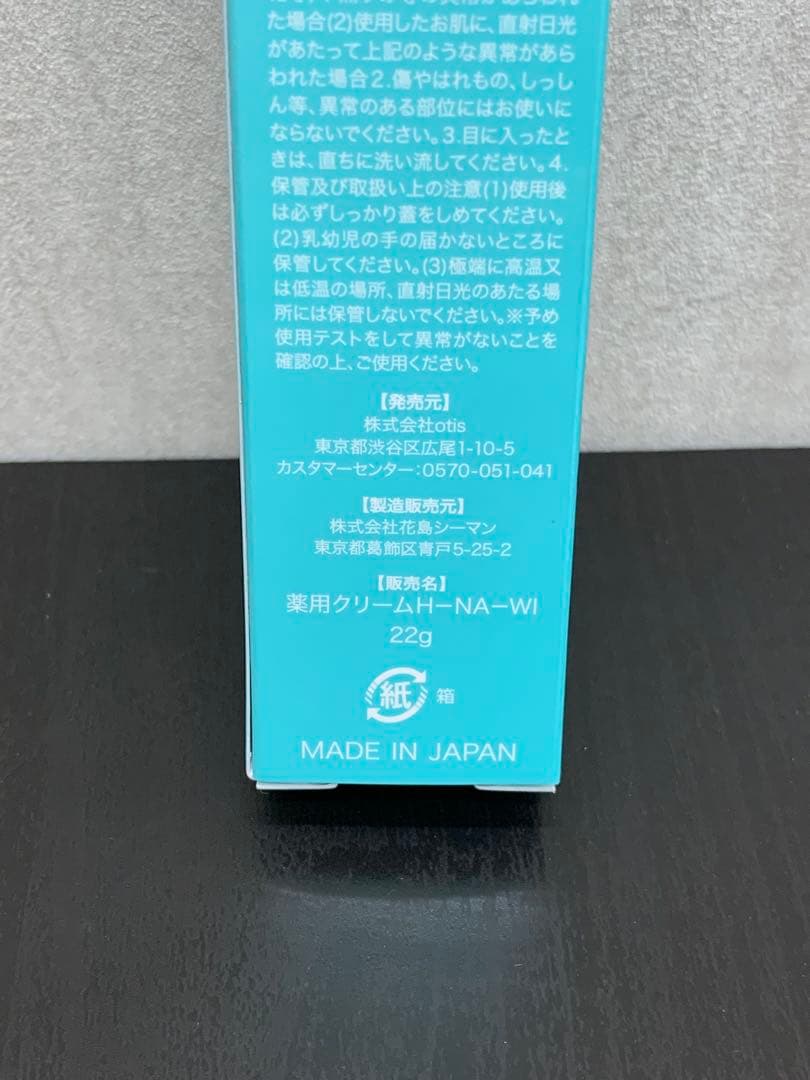 た場合(2)使用したお肌に、直射日光
があたって上記のような異常があら
われた場合2.傷やはれもの、しっし
ん等、異常のある部位にはお使いに
ならないでください。3.目に入ったと
きは、直ちに洗い流してください。4.
保管及び取扱い上の注意(1)使用後
は必ずしっかり蓋をしめてください。
(2)乳幼児の手の届かないところに
保管してください。(3)極端に高温又
は低温の場所、直射日光のあたる場
所には保管しないでください。※予め
使用テストをして異常がないことを
確認の上、ご使用ください。
【発売元】
株式会社otis
東京都渋谷区広尾1-10-5
カスタマーセンター:0570-051-041
【製造販売元】
株式会社花島シーマン
東京都葛飾区青戸5-25-2
【販売名】
薬用クリームH-NA-WI
22g
紙 箱
MADE IN JAPAN